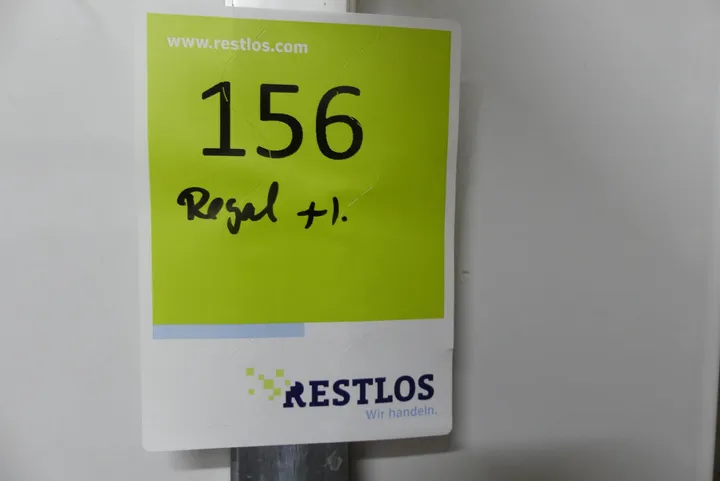 www.restlos.com
156
Regal +1.
RESTLOS
Wir handeln.